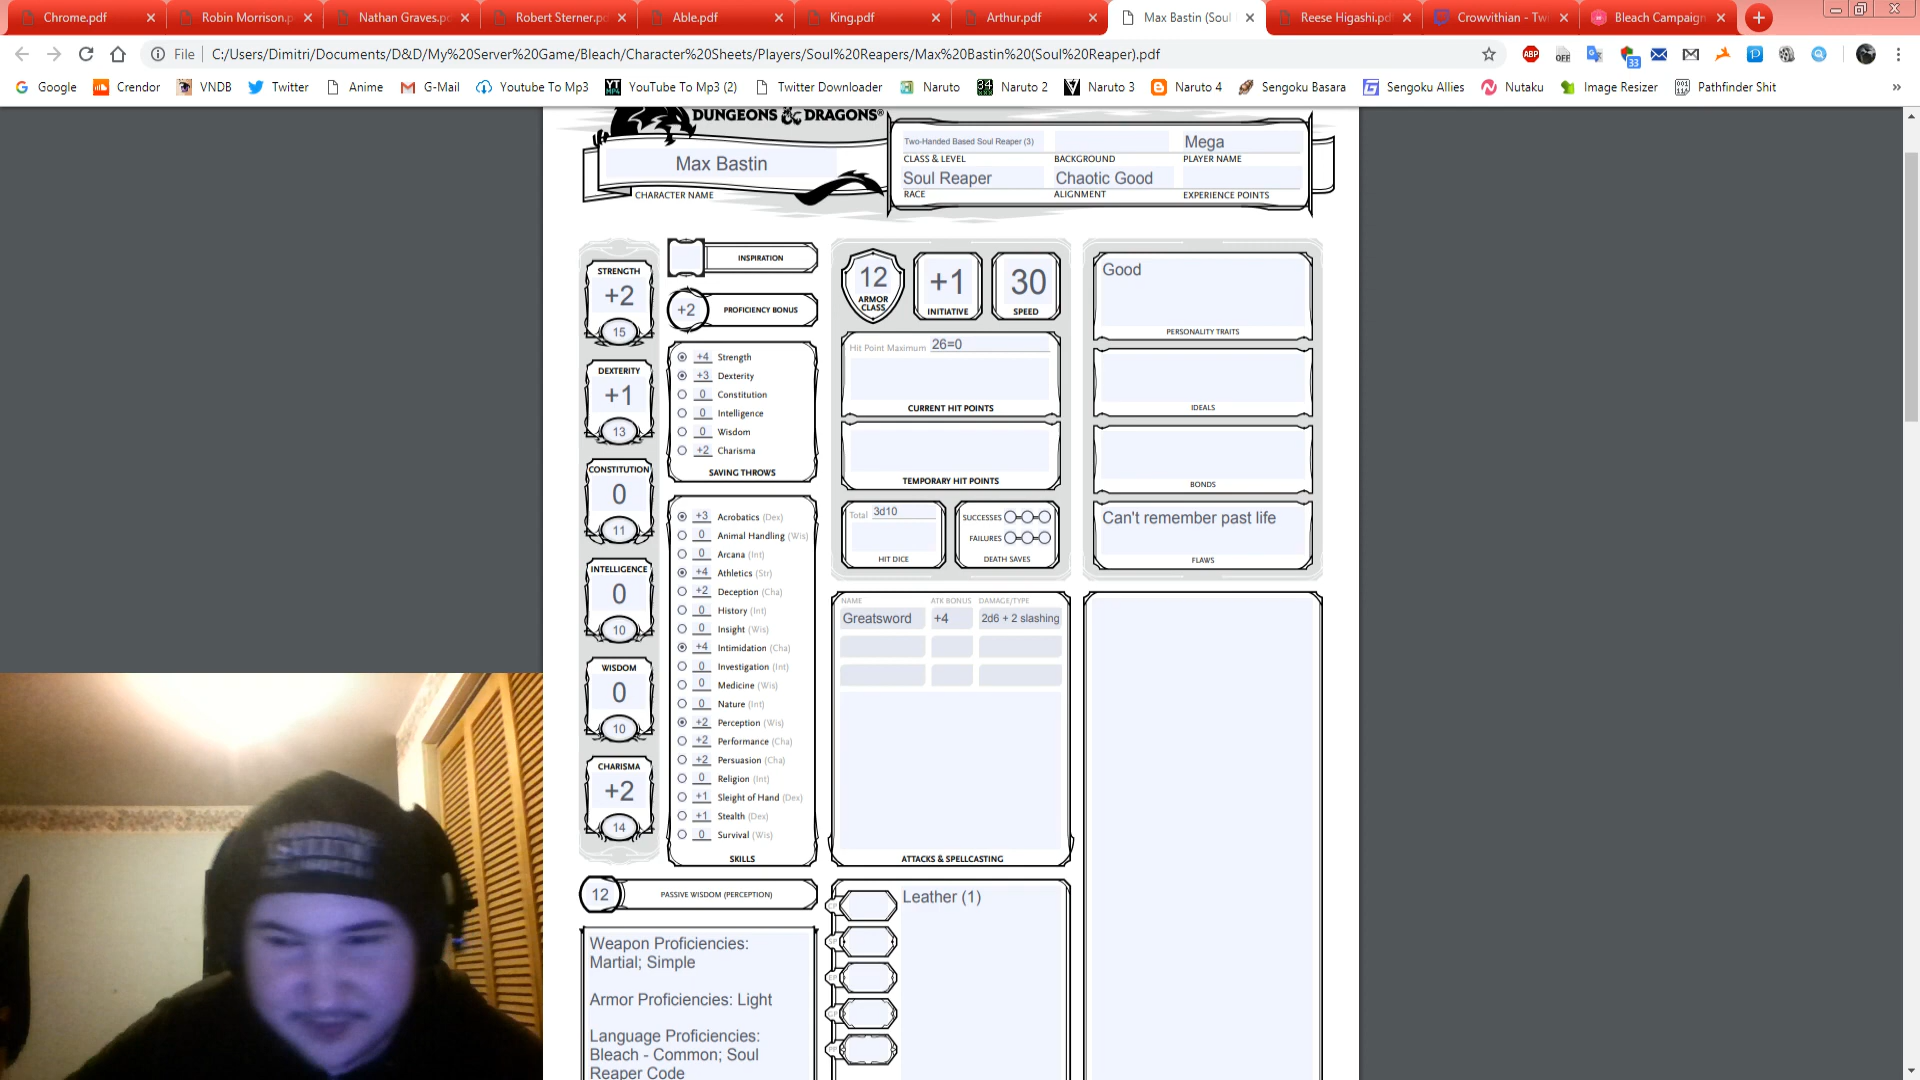 Chrome.pdf
Robin Morrison.p
Nathan Graves.pd
Robert Sterner.pd
Able.pdf
King.pdf
Arthur.pdf
Max Bastin (Soul
Reese Higashi.pdf
Crowvithian - Tw
Bleach Campaign
File C:/Users/Dimitri/Documents/D&D/My%20Server%20Game/Bleach/Character%20Sheets/Players/Soul%20Reapers/Max%20Bastin%20(Soul%20Reaper).pdf
ABP
OFF
33
Google
Crendor
VNDB
Twitter
Anime
G-Mail
Youtube To Mp3
YouTube To Mp3 (2)
Twitter Downloader
Naruto
Naruto 2
Naruto 3
Naruto 4
Sengoku Basara
Sengoku Allies
Nutaku
Image Resizer
Pathfinder Shit
»
DUNGEONS & DRAGONS®
Max Bastin
CHARACTER NAME
Two-Handed Based Soul Reaper (3)
Mega
CLASS & LEVEL BACKGROUND PLAYER NAME
Soul Reaper Chaotic Good
RACE ALIGNMENT EXPERIENCE POINTS
STRENGTH
+2
15
DEXTERITY
+1
13
CONSTITUTION
0
11
INTELLIGENCE
0
10
WISDOM
0
10
CHARISMA
+2
14
INSPIRATION
+2 PROFICIENCY BONUS
+4 Strength
+3 Dexterity
0 Constitution
0 Intelligence
0 Wisdom
+2 Charisma
SAVING THROWS
+3 Acrobatics (Dex)
0 Animal Handling (Wis)
0 Arcana (Int)
+4 Athletics (Str)
+2 Deception (Cha)
0 History (Int)
0 Insight (Wis)
+4 Intimidation (Cha)
0 Investigation (Int)
0 Medicine (Wis)
0 Nature (Int)
+2 Perception (Wis)
+2 Performance (Cha)
+2 Persuasion (Cha)
0 Religion (Int)
+1 Sleight of Hand (Dex)
+1 Stealth (Dex)
0 Survival (Wis)
SKILLS
12 PASSIVE WISDOM (PERCEPTION)
Weapon Proficiencies:
Martial; Simple
Armor Proficiencies: Light
Language Proficiencies:
Bleach - Common; Soul
Reaper Code
12
ARMOR
CLASS
+1
INITIATIVE
30
SPEED
Hit Point Maximum 26=0
CURRENT HIT POINTS
TEMPORARY HIT POINTS
Total 3d10
HIT DICE
SUCCESSES
FAILURES
DEATH SAVES
NAME ATK BONUS DAMAGE/TYPE
Greatsword +4 2d6 + 2 slashing
ATTACKS & SPELLCASTING
CP
SP
EP
GP
PP
Leather (1)
Good
PERSONALITY TRAITS
IDEALS
BONDS
Can't remember past life
FLAWS